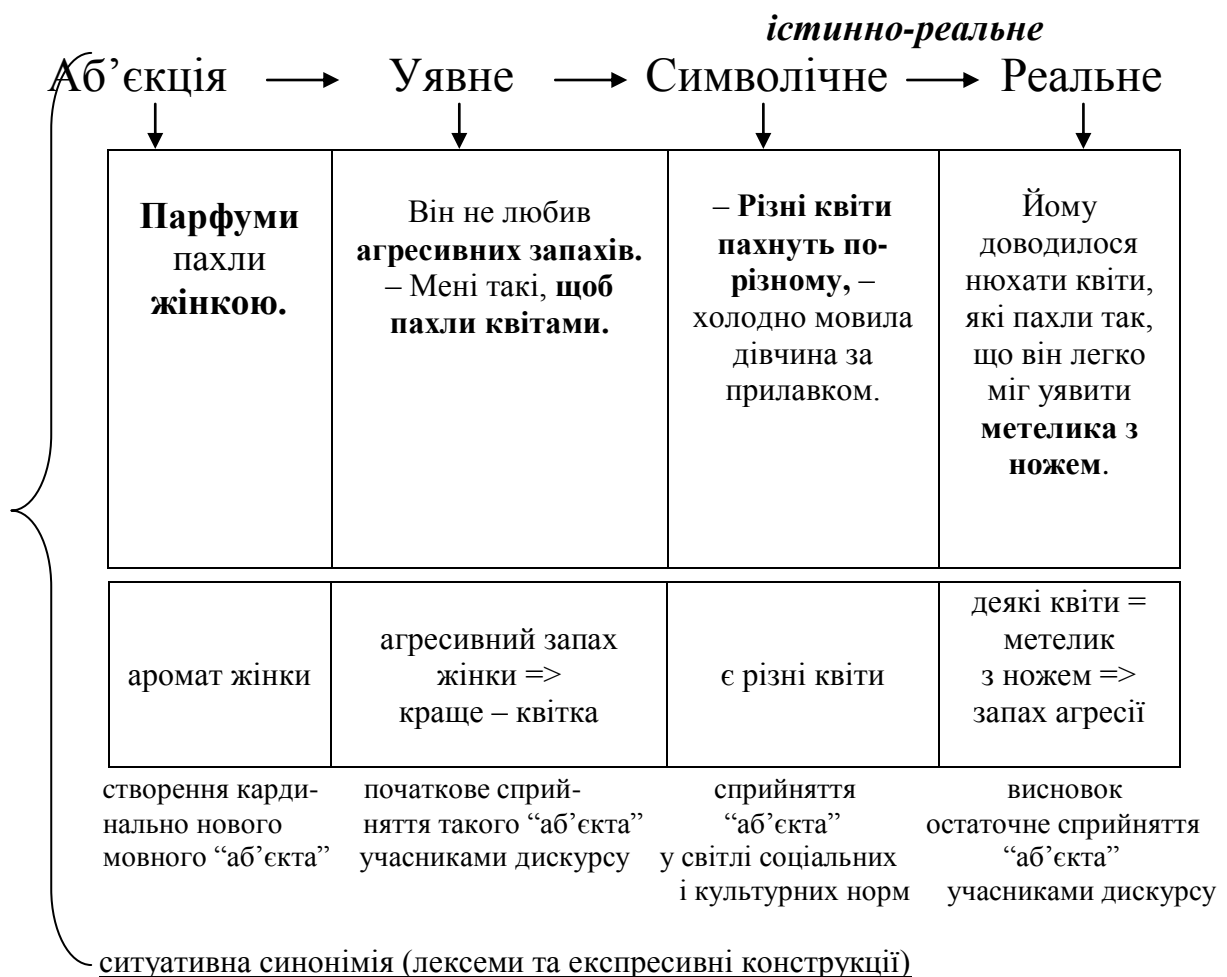 істинно-реальне
Аб’єкція Уявне Символічне Реальне
Парфуми
пахли
жінкою.
Він не любив
агресивних запахів.
– Мені такі, щоб
пахли квітами.
– Різні квіти
пахнуть по-
різному, –
холодно мовила
дівчина за
прилавком.
Йому
доводилося
нюхати квіти,
які пахли так,
що він легко
міг уявити
метелика з
ножем.
аромат жінки
агресивний запах
жінки =>
краще – квітка
є різні квіти
деякі квіти =
метелик
з ножем =>
запах агресії
створення карди-
нально нового
мовного “аб’єкта”
початкове сприй-
няття такого “аб’єкта”
учасниками дискурсу
сприйняття
“аб’єкта”
у світлі соціальних
і культурних норм
висновок
остаточне сприйняття
“аб’єкта”
учасниками дискурсу
ситуативна синонімія (лексеми та експресивні конструкції)